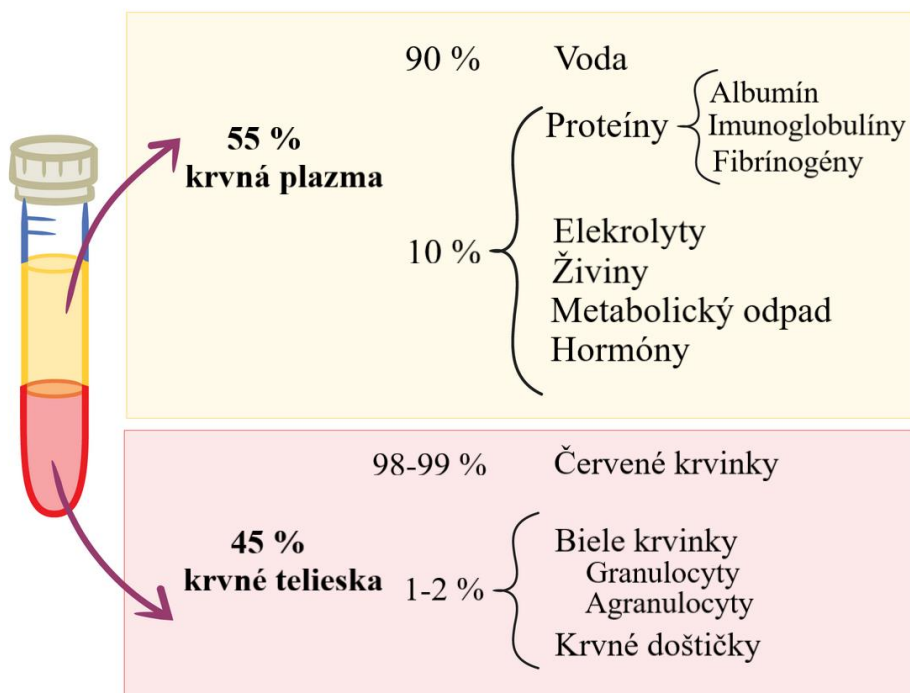 90 % Voda
Proteíny
Albumín
Imunoglobulíny
Fibrínogény
55 %
krvná plazma
10 %
Elekrolyty
Živiny
Metabolický odpad
Hormóny
98-99 % Červené krvinky
45 %
krvné telieska
1-2 %
Biele krvinky
Granulocyty
Agranulocyty
Krvné doštičky